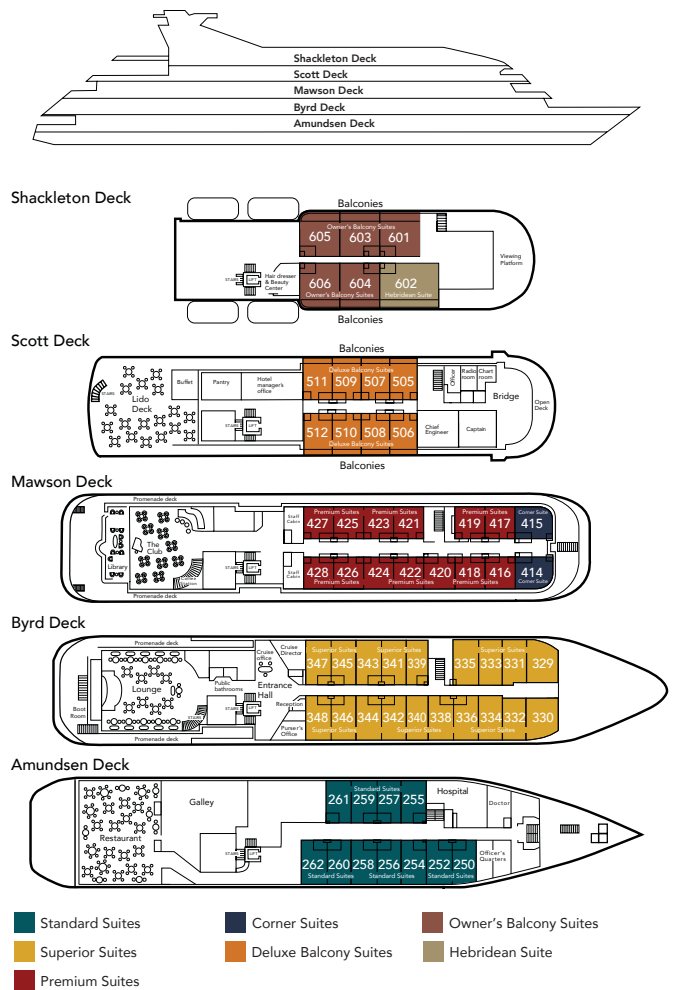 Shackleton Deck
Scott Deck
Mawson Deck
Byrd Deck
Amundsen Deck
Shackleton Deck
Balconies
Owner's Balcony Suites
605 603 601
Viewing
Platform
STAIRS
LIFT
Hair dresser
& Beauty
Center
606 604 602
Owner's Balcony Suites Hebridean Suite
Balconies
Scott Deck
Balconies
Deluxe Balcony Suites
511 509 507 505
Officer
Radio
room
Chart
room
Buffet
Pantry
Hotel
manager's
office
STAIRS
Lido
Deck
Bridge
Open
Deck
STAIRS
LIFT
512 510 508 506
Deluxe Balcony Suites
Chief
Engineer
Captain
Balconies
Mawson Deck
Promenade deck
Premium Suites Premium Suites Premium Suites Corner Suite
Staff
Cabin
427 425 423 421 419 417 415
The
Club
Library
Coffee
Station
STAIRS
LIFT
Staff
Cabin
428 426 424 422 420 418 416 414
Premium Suites Premium Suites Premium Suites Corner Suite
Promenade deck
Byrd Deck
Promenade deck
Cruise
office
Cruise
Director
Superior Suites Superior Suites Superior Suites
347 345 343 341 339 335 333 331 329
Lounge
Public
bathrooms
Entrance
Hall
Boot
Room
STAIRS
STAIRS
LIFT
Reception
Purser's
Office
348 346 344 342 340 338 336 334 332 330
Superior Suites Superior Suites Superior Suites
Promenade deck
Amundsen Deck
Standard Suites
261 259 257 255
Hospital
Doctor
Galley
Restaurant
STAIRS
LIFT
262 260 258 256 254 252 250
Standard Suites Standard Suites Standard Suites
Officer's
Quarters
Standard Suites Corner Suites Owner's Balcony Suites
Superior Suites Deluxe Balcony Suites Hebridean Suite
Premium Suites